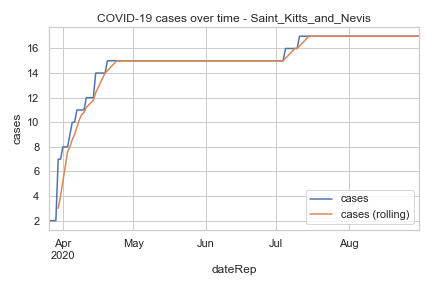 COVID-19 cases over time - Saint_Kitts_and_Nevis
cases
16
14
12
10
8
6
4
2
cases
cases (rolling)
Apr
2020
May
Jun
Jul
Aug
dateRep